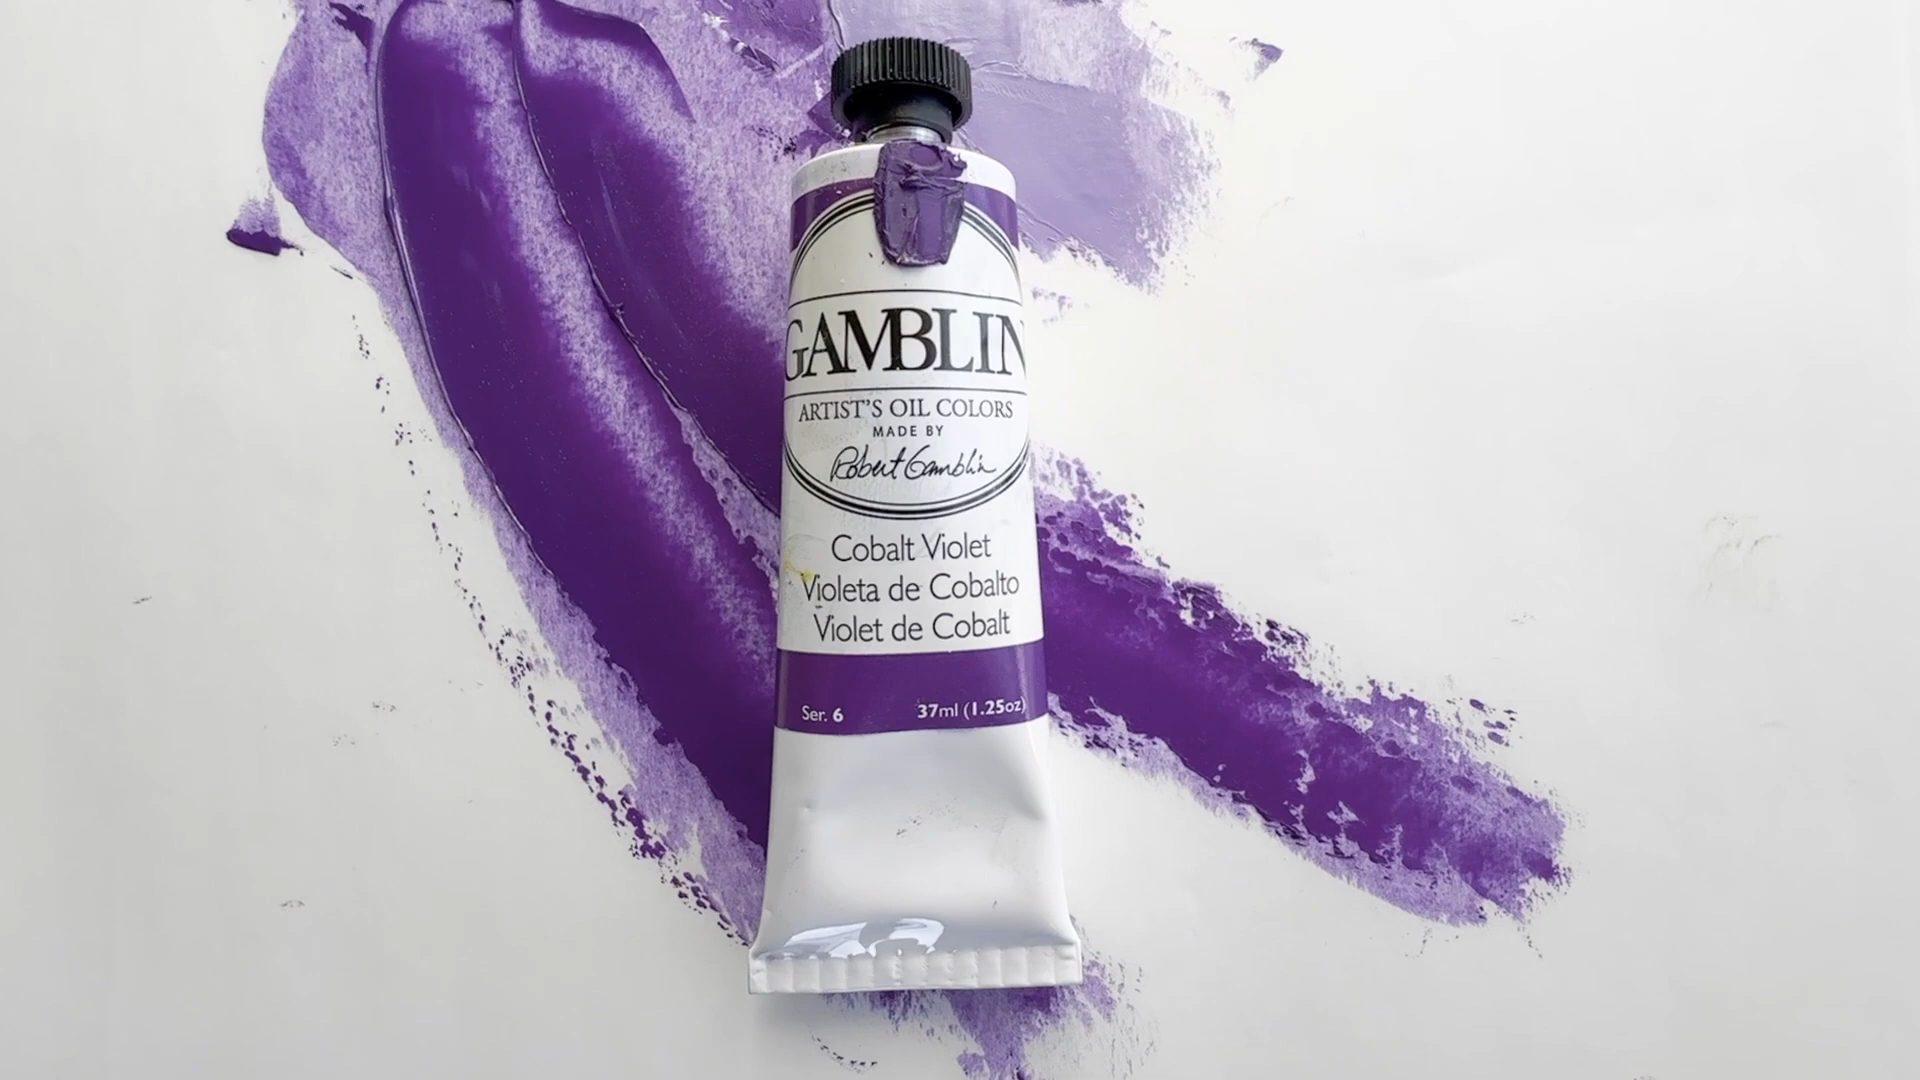 GAMBLIN
ARTIST'S OIL COLORS
MADE BY
Robert Gamblin
Cobalt Violet
Violeta de Cobalto
Violet de Cobalt
Ser. 6 37ml (1.25oz)